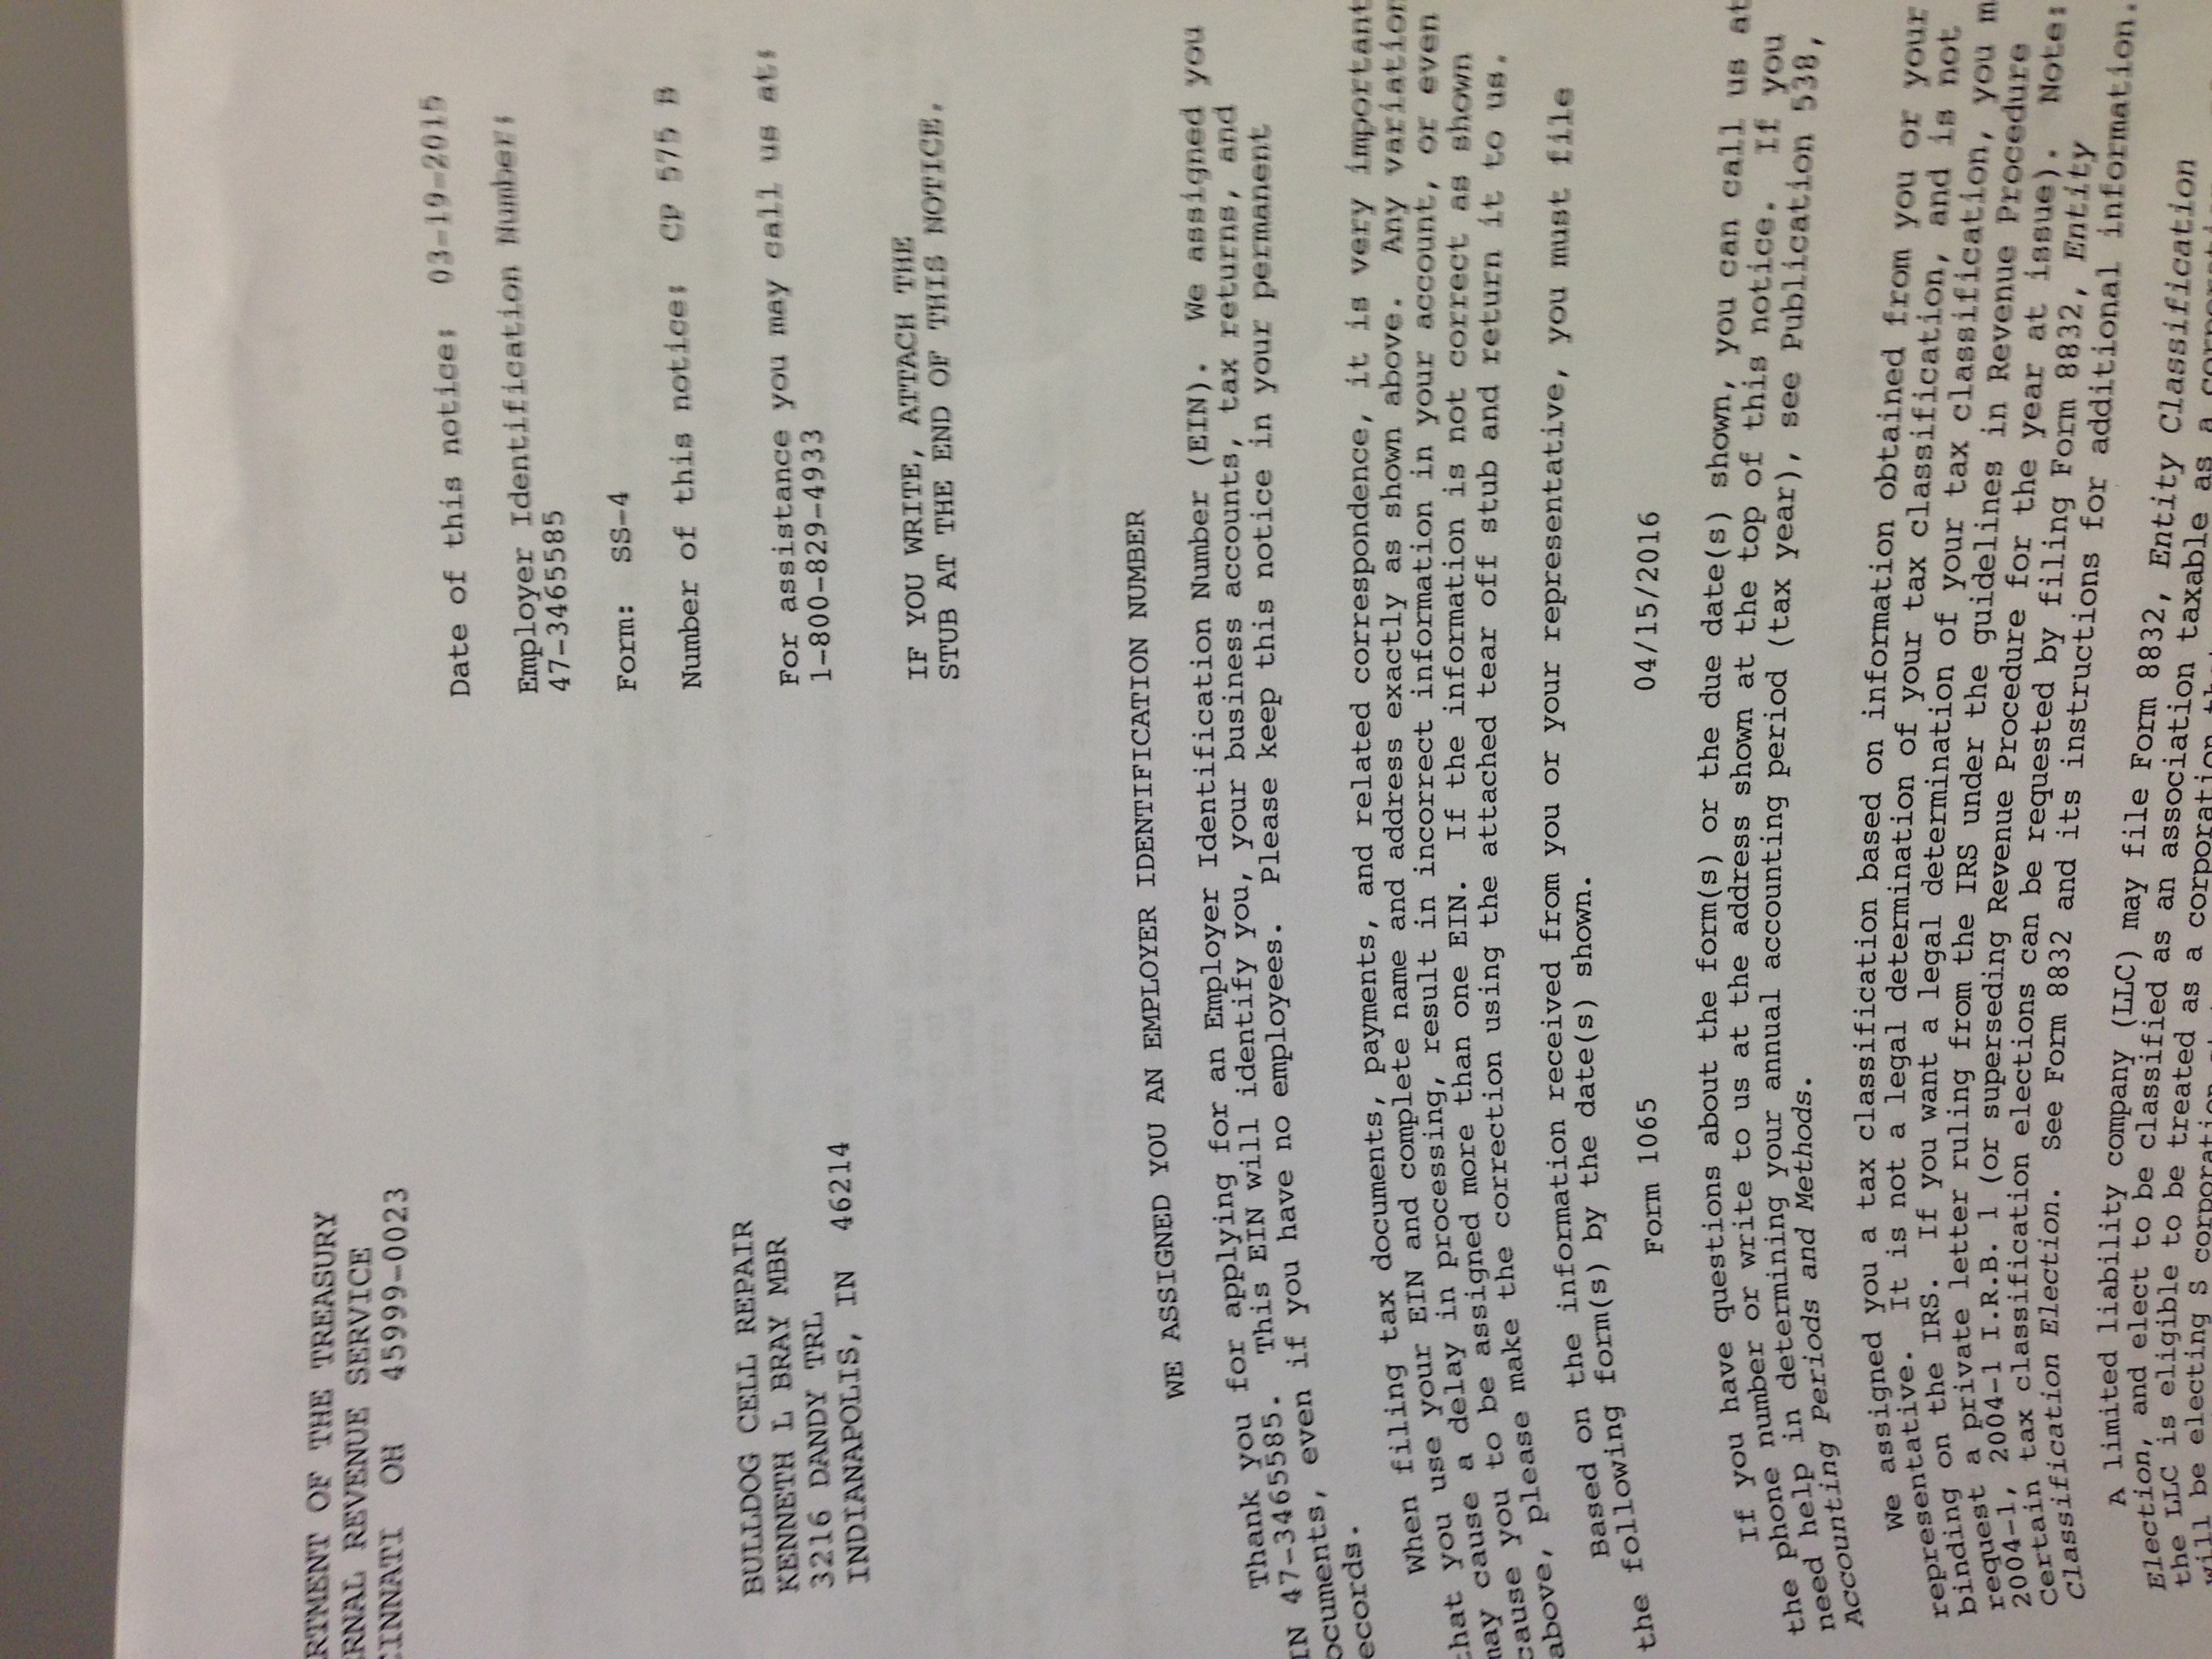 RTMENT OF THE TREASURY
ERNAL REVENUE SERVICE
CINNATI OH 45999-0023
Date of this notice: 03-19-2015
Employer Identification Number:
47-3465585
Form: SS-4
Number of this notice: CP 575 B
BULLDOG CELL REPAIR
KENNETH L BRAY MBR
3216 DANDY TRL
INDIANAPOLIS, IN 46214
For assistance you may call us at:
1-800-829-4933
IF YOU WRITE, ATTACH THE
STUB AT THE END OF THIS NOTICE.
WE ASSIGNED YOU AN EMPLOYER IDENTIFICATION NUMBER
Thank you for applying for an Employer Identification Number (EIN). We assigned you
IN 47-3465585. This EIN will identify you, your business accounts, tax returns, and
ocuments, even if you have no employees. Please keep this notice in your permanent
ecords.
When filing tax documents, payments, and related correspondence, it is very important
that you use your EIN and complete name and address exactly as shown above. Any variation
may cause a delay in processing, result in incorrect information in your account, or even
cause you to be assigned more than one EIN. If the information is not correct as shown
above, please make the correction using the attached tear off stub and return it to us.
Based on the information received from you or your representative, you must file
the following form(s) by the date(s) shown.
Form 1065 04/15/2016
If you have questions about the form(s) or the due date(s) shown, you can call us at
the phone number or write to us at the address shown at the top of this notice. If you
need help in determining your annual accounting period (tax year), see Publication 538,
Accounting Periods and Methods.
We assigned you a tax classification based on information obtained from you or your
representative. It is not a legal determination of your tax classification, and is not
binding on the IRS. If you want a legal determination of your tax classification, you m
request a private letter ruling from the IRS under the guidelines in Revenue Procedure
2004-1, 2004-1 I.R.B. 1 (or superseding Revenue Procedure for the year at issue). Note:
Certain tax classification elections can be requested by filing Form 8832, Entity
Classification Election. See Form 8832 and its instructions for additional information.
A limited liability company (LLC) may file Form 8832, Entity Classification
Election, and elect to be classified as an association taxable as a corporation
the LLC is eligible to be treated as a corporation
will be electing S corporation